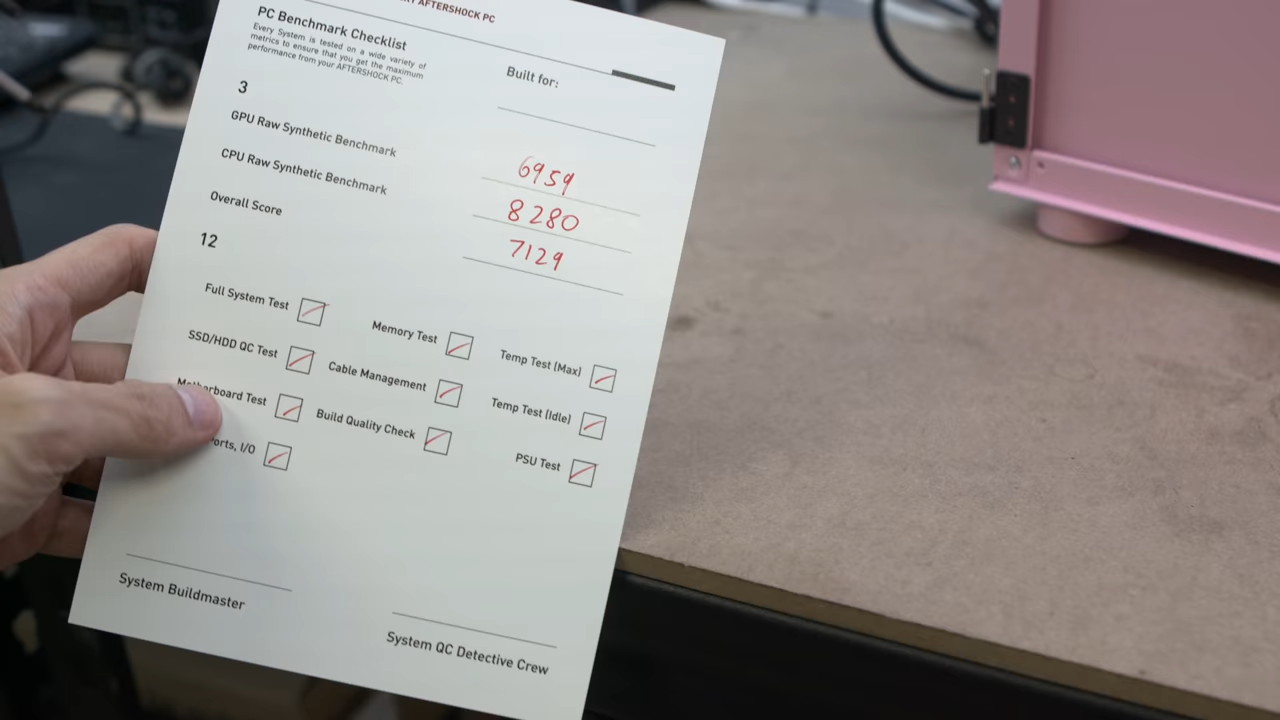 AFTERSHOCK PC
PC Benchmark Checklist
Every System is tested on a wide variety of
metrics to ensure that you get the maximum
performance from your AFTERSHOCK PC.
Built for:
3
GPU Raw Synthetic Benchmark 6959
CPU Raw Synthetic Benchmark 8280
Overall Score 7129
12
Full System Test
Memory Test
Temp Test (Max)
SSD/HDD QC Test
Cable Management
Temp Test (Idle)
Motherboard Test
Build Quality Check
PSU Test
I/O
System Buildmaster
System QC Detective Crew